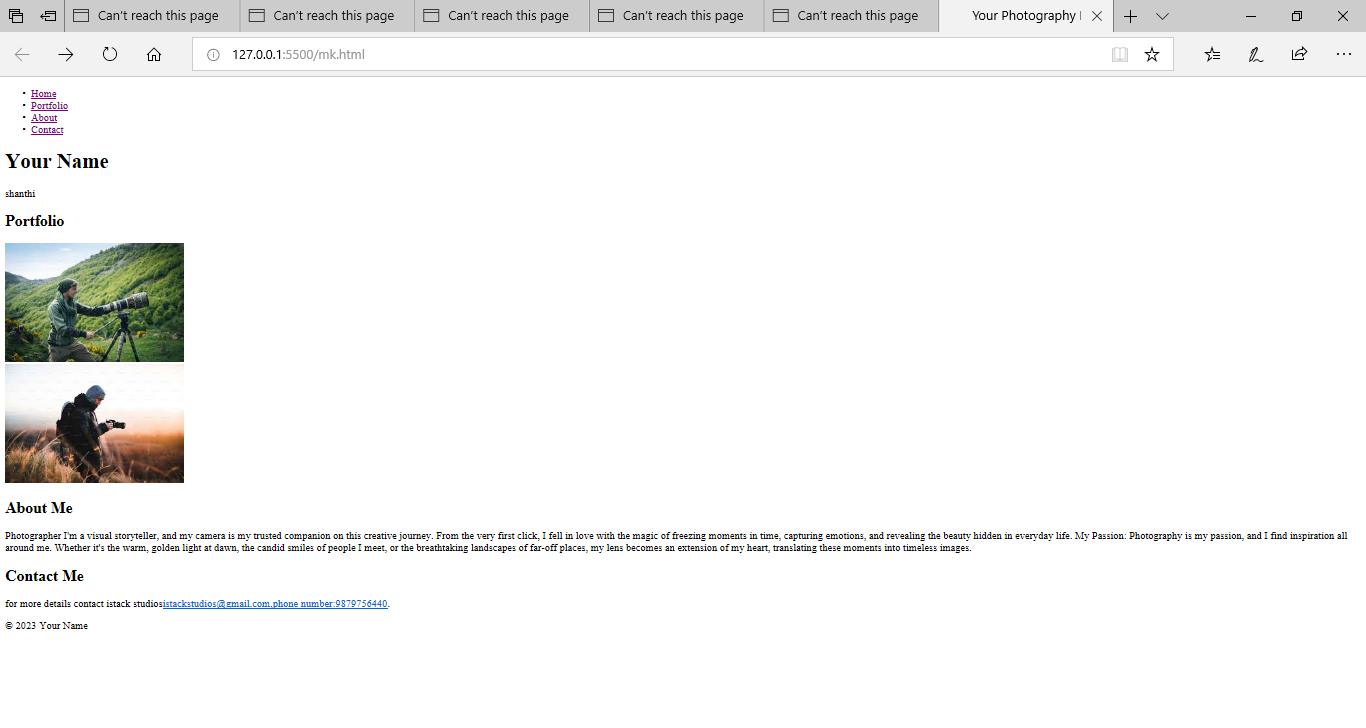 Can't reach this page
Can't reach this page
Can't reach this page
Can't reach this page
Can't reach this page
Your Photography
127.0.0.1:5500/mk.html
Home
Portfolio
About
Contact
Your Name
shanthi
Portfolio
About Me
Photographer I'm a visual storyteller, and my camera is my trusted companion on this creative journey. From the very first click, I fell in love with the magic of freezing moments in time, capturing emotions, and revealing the beauty hidden in everyday life. My Passion: Photography is my passion, and I find inspiration all
around me. Whether it's the warm, golden light at dawn, the candid smiles of people I meet, or the breathtaking landscapes of far-off places, my lens becomes an extension of my heart, translating these moments into timeless images.
Contact Me
for more details contact istack studiosistackstudios@gmail.com,phone number:9879756440.
© 2023 Your Name